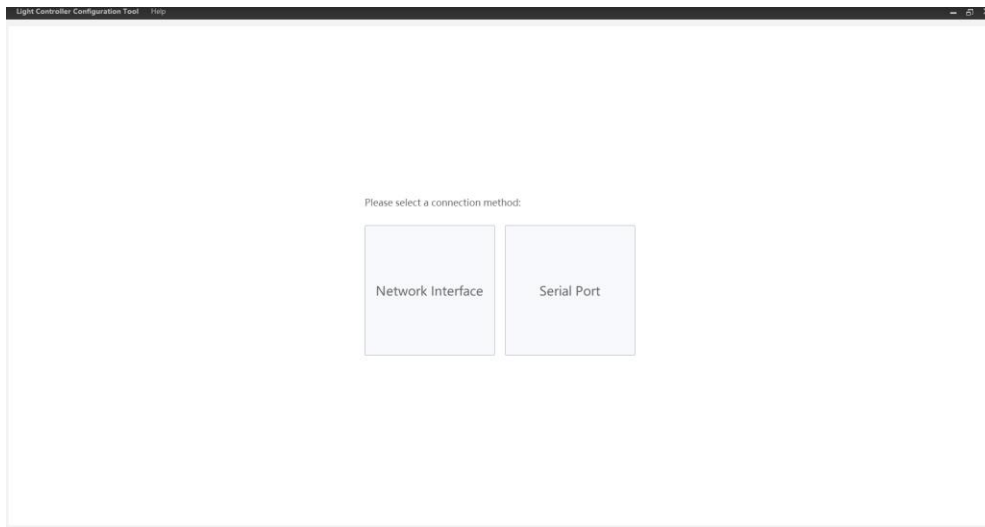 Light Controller Configuration Tool Help
Please select a connection method:
Network Interface
Serial Port